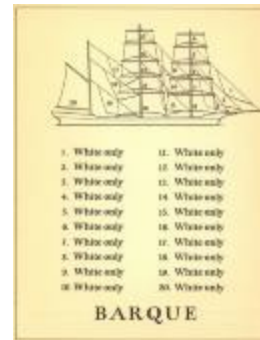 1. White only 11. White only
2. White only 12. White only
3. White only 13. White only
4. White only 14. White only
5. White only 15. White only
6. White only 16. White only
7. White only 17. White only
8. White only 18. White only
9. White only 19. White only
10. White only 20. White only
BARQUE